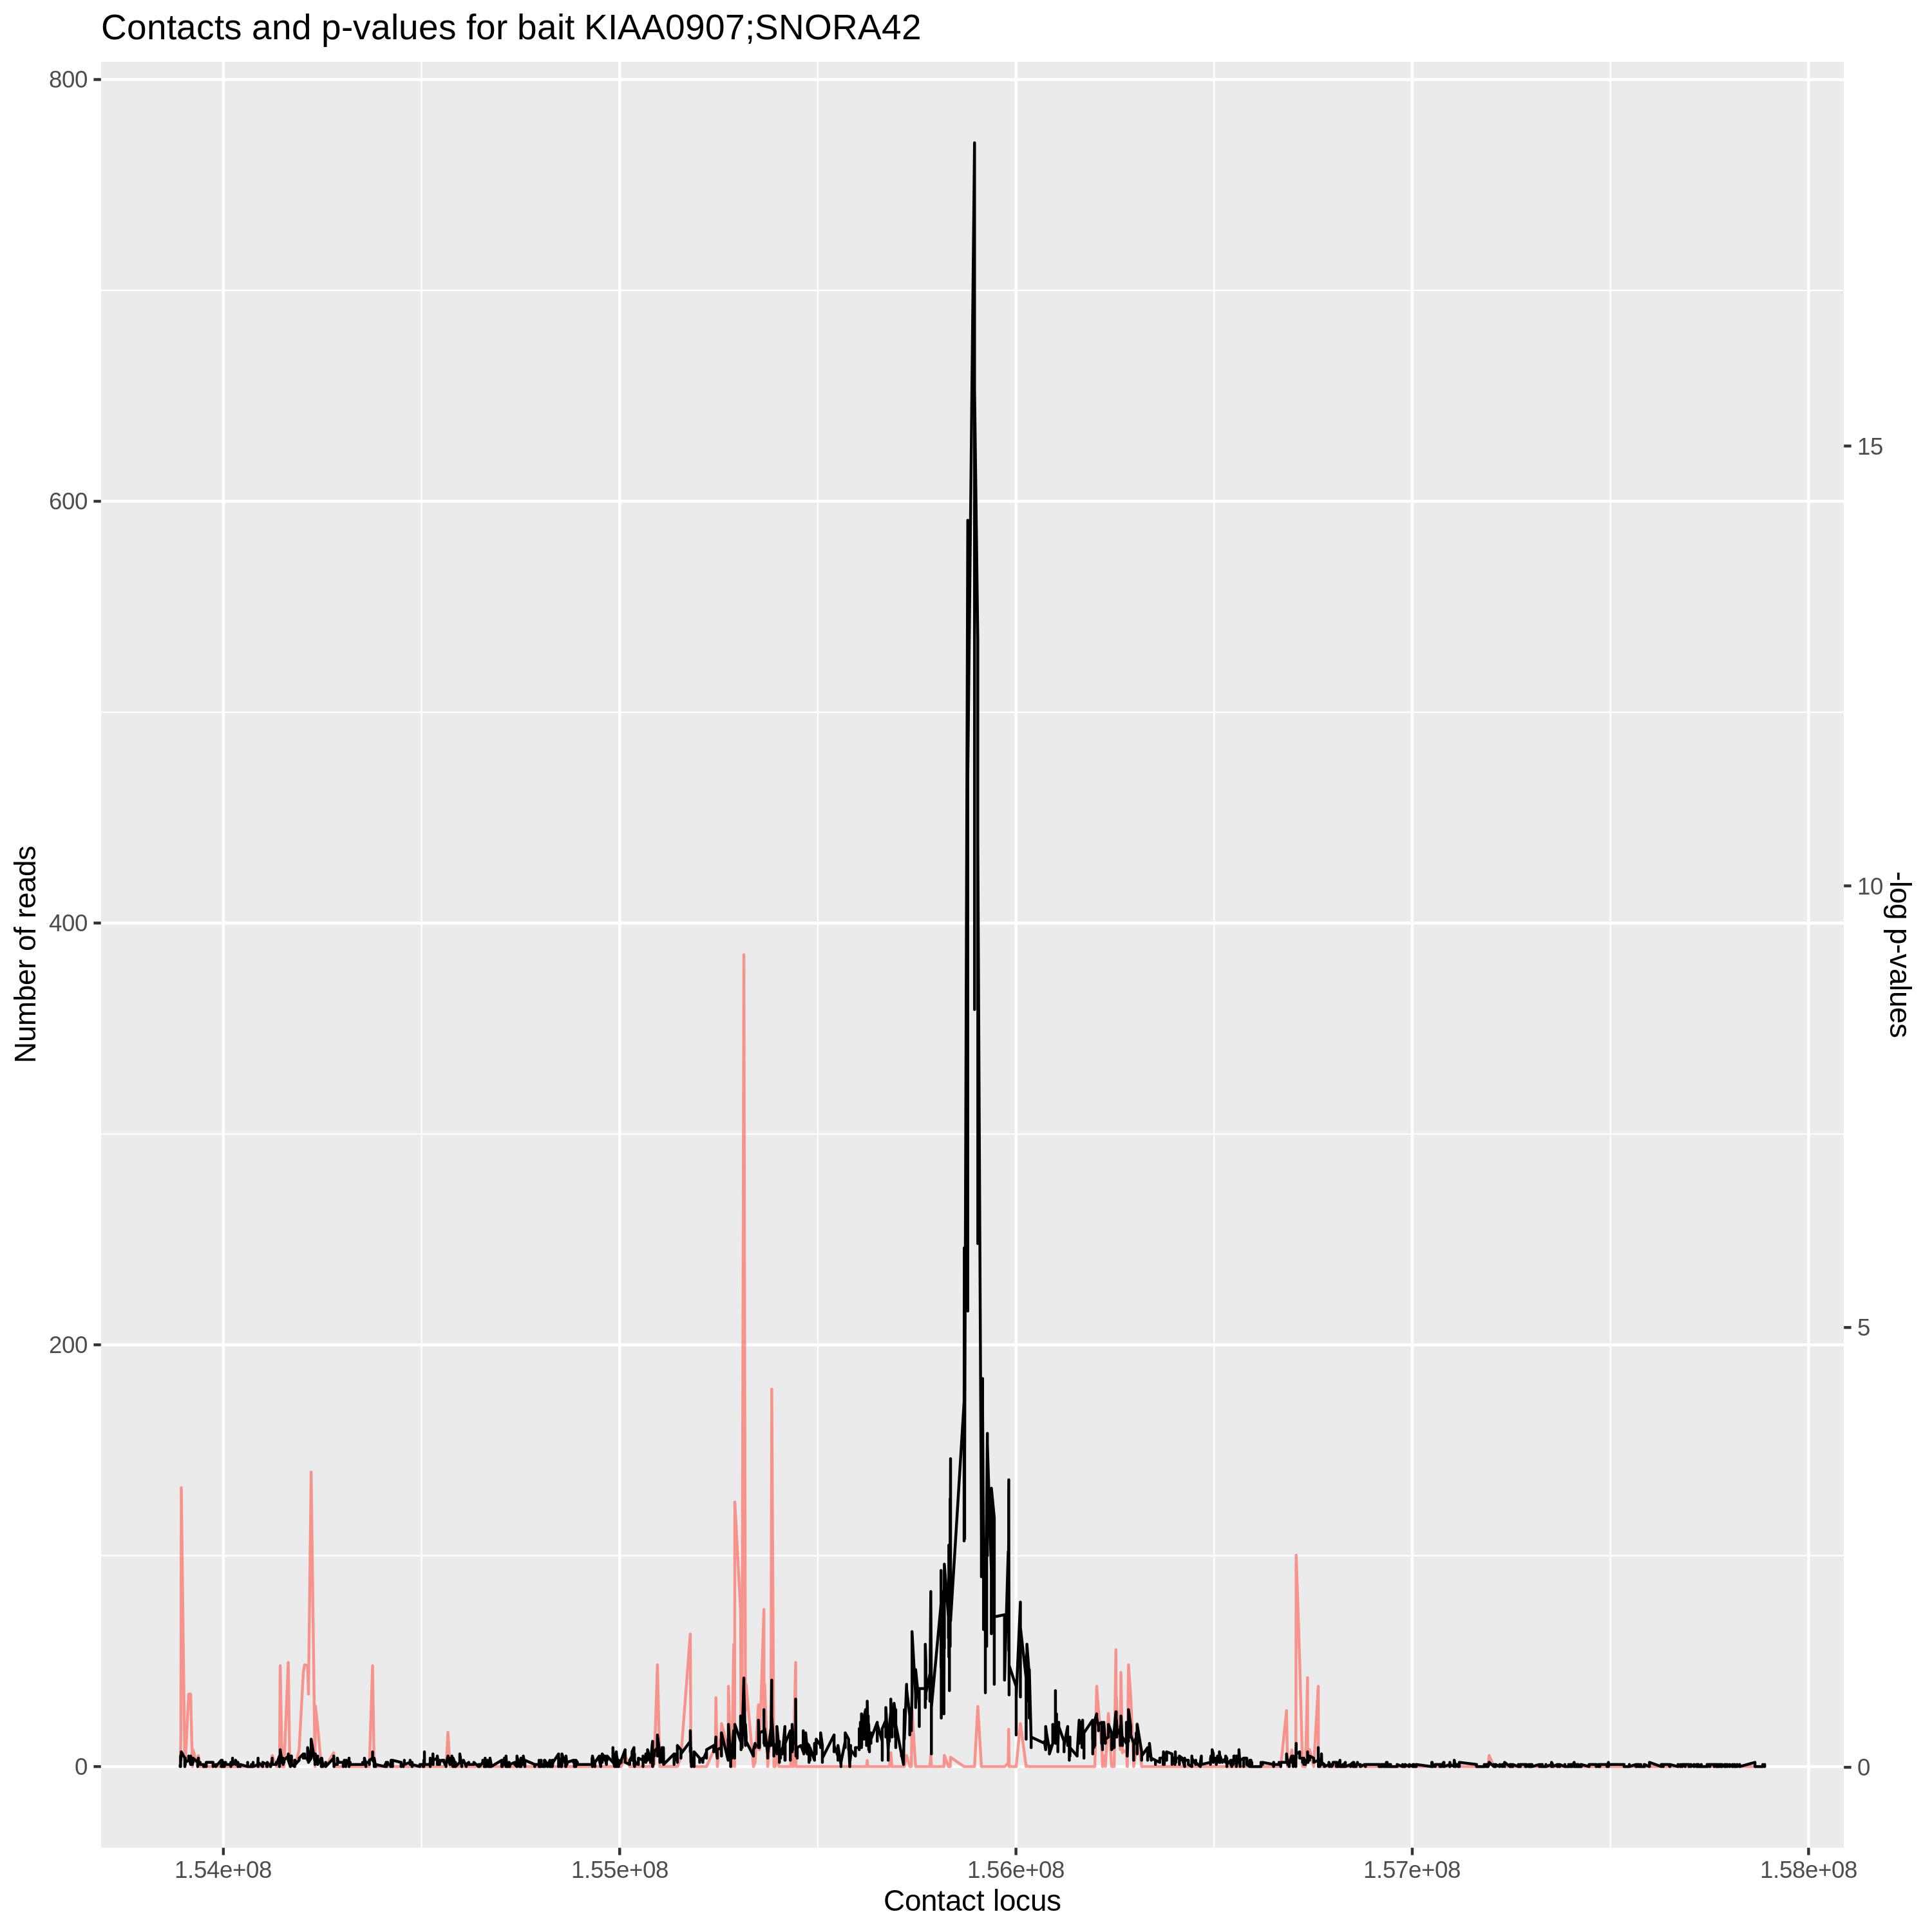 Contacts and p-values for bait KIAA0907;SNORA42
800
600
400
200
0
Number of reads
15
10
5
0
-log p-values
1.54e+08
1.55e+08
1.56e+08
1.57e+08
1.58e+08
Contact locus